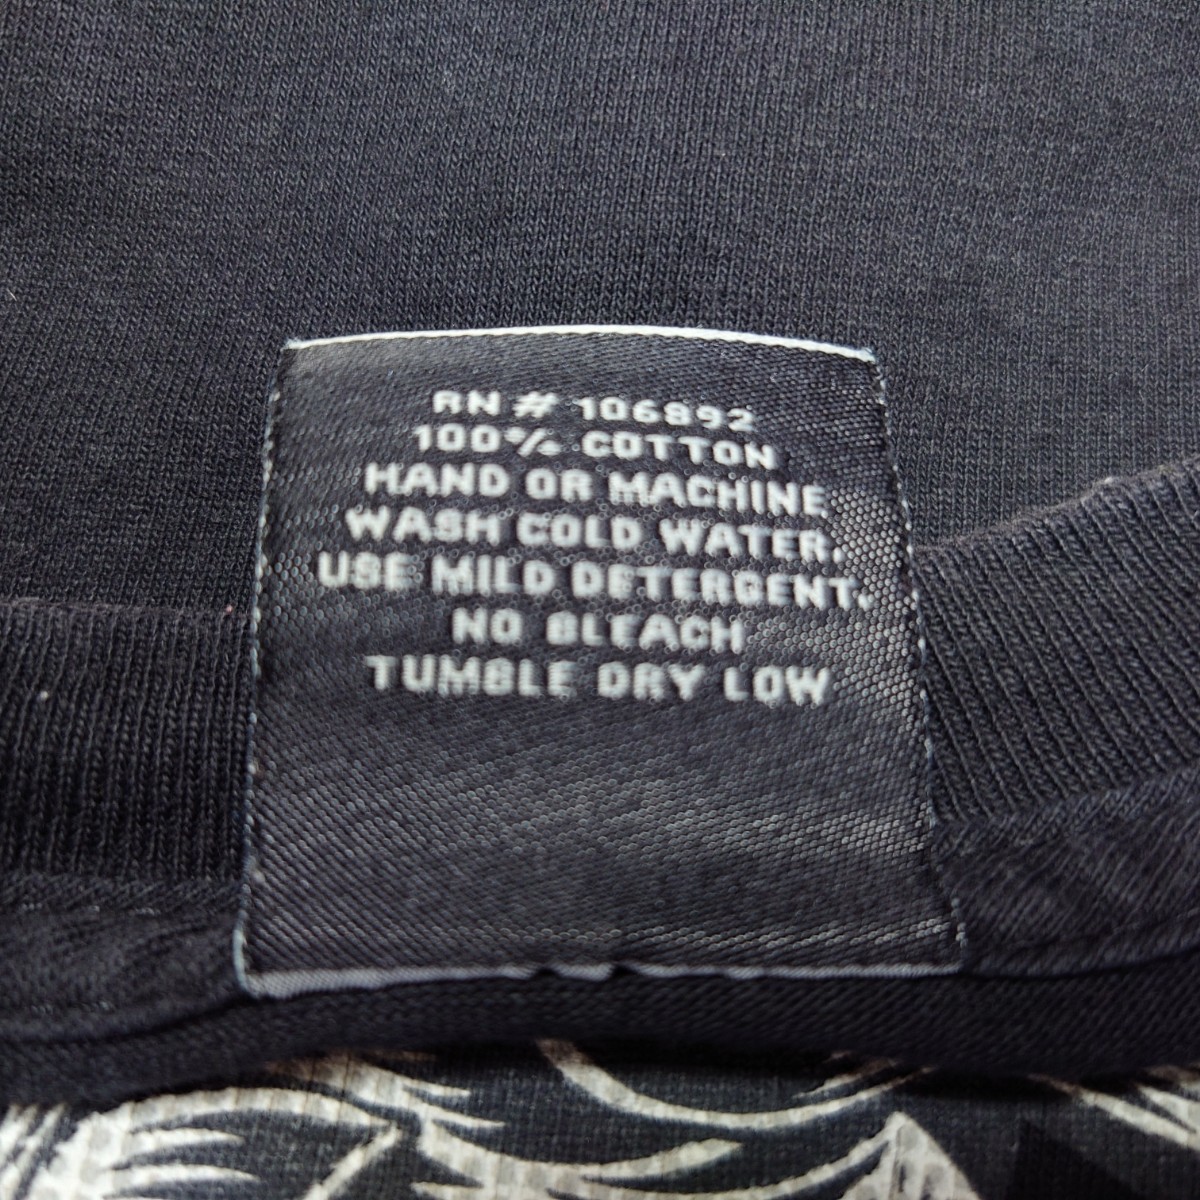 RN # 106892
100% COTTON
HAND OR MACHINE
WASH COLD WATER.
USE MILD DETERGENT.
NO BLEACH
TUMBLE DRY LOW